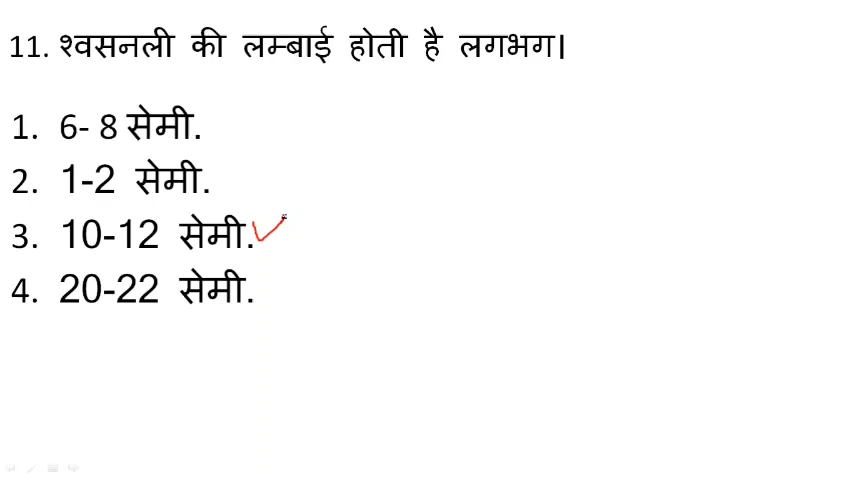 11. श्वसनली की लम्बाई होती है लगभग।
1. 6- 8 सेमी.
2. 1-2 सेमी.
3. 10-12 सेमी.
4. 20-22 सेमी.